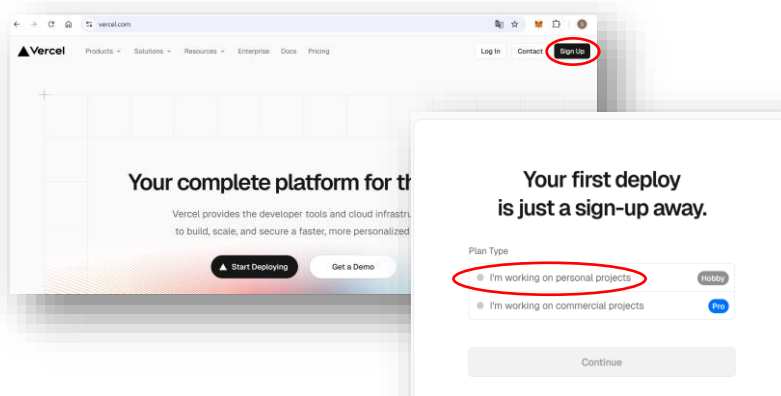 vercel.com
Vercel Products Solutions Resources Enterprise Docs Pricing Log In Contact Sign Up
Your complete platform for th
Vercel provides the developer tools and cloud infrastru
to build, scale, and secure a faster, more personalized
Start Deploying Get a Demo
Your first deploy
is just a sign-up away.
Plan Type
I'm working on personal projects Hobby
I'm working on commercial projects Pro
Continue